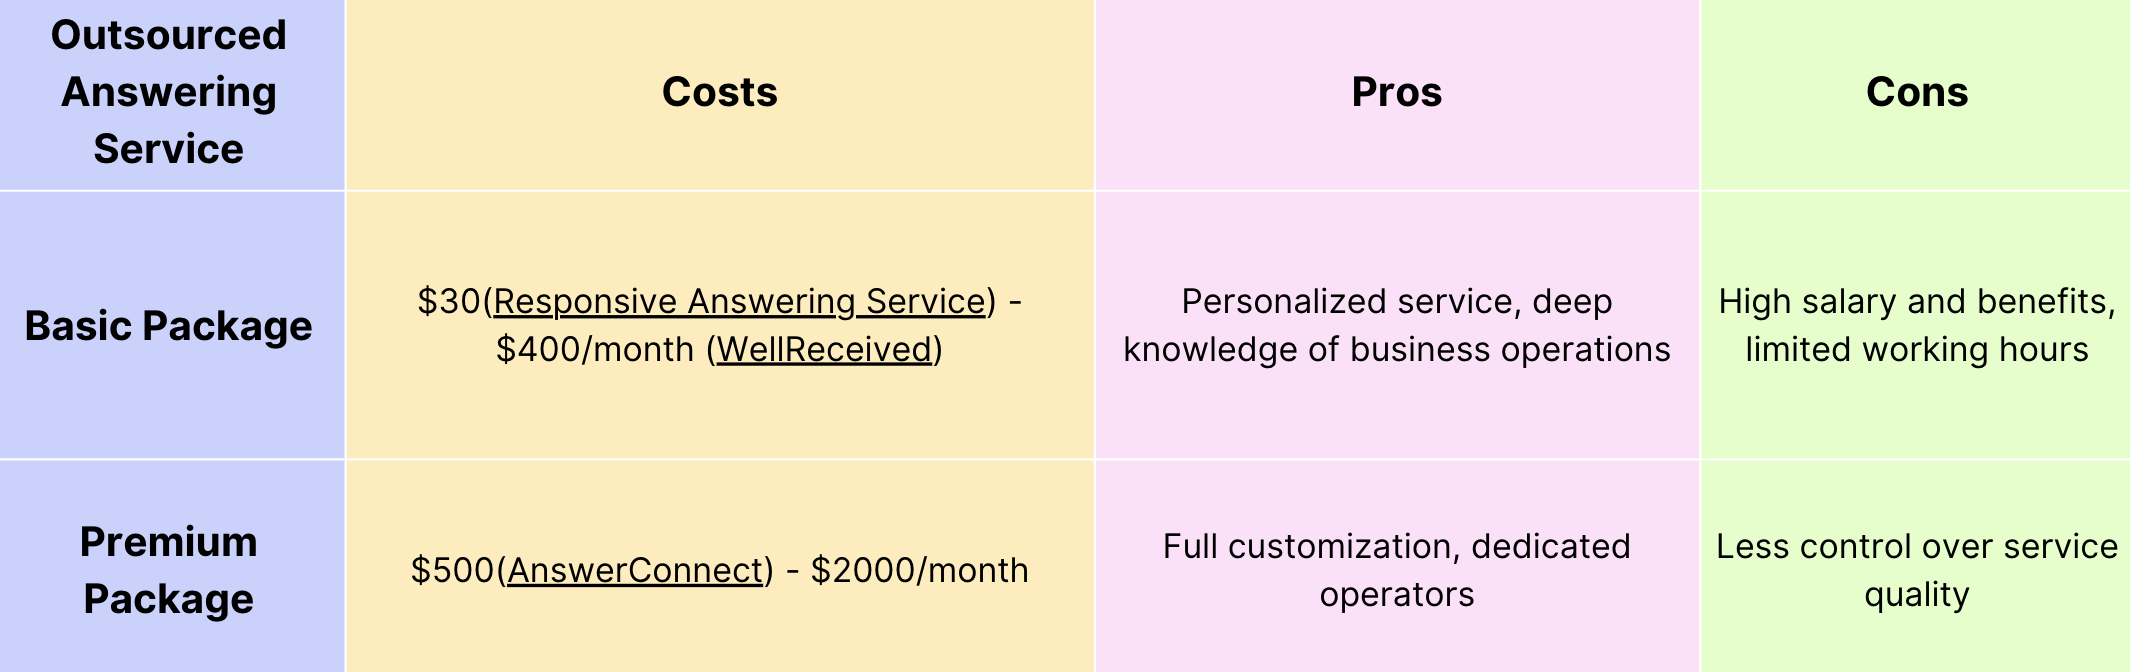 Outsourced
Answering
Service
Costs
Pros
Cons
Basic Package
$30(Responsive Answering Service) -
$400/month (WellReceived)
Personalized service, deep
knowledge of business operations
High salary and benefits,
limited working hours
Premium
Package
$500(AnswerConnect) - $2000/month
Full customization, dedicated
operators
Less control over service
quality